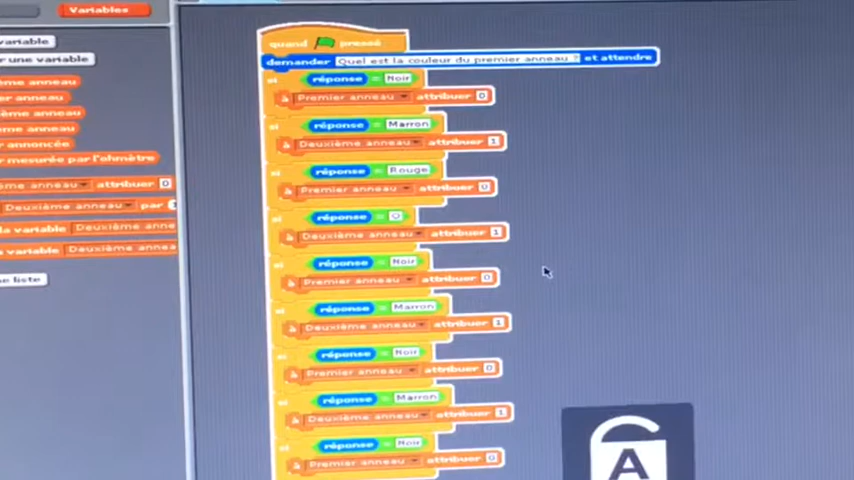 Variables
variable
r une variable
ème anneau
er anneau
ème anneau
ème anneau
r annoncée
r mesurée par l'ohmètre
ème anneau attribuer 0
Deuxième anneau par
la variable Deuxième anne
variable Deuxième annea
ne liste
quand pressé
demander Quel est la couleur du premier anneau ? et attendre
si réponse = Noir
à Premier anneau attribuer 0
si réponse = Marron
à Deuxième anneau attribuer 1
si réponse = Rouge
à Premier anneau attribuer 0
si réponse = O
à Deuxième anneau attribuer 1
si réponse = Noir
à Premier anneau attribuer 0
si réponse = Marron
à Deuxième anneau attribuer 1
si réponse = Noir
à Premier anneau attribuer 0
si réponse = Marron
à Deuxième anneau attribuer 1
si réponse = Noir
à Premier anneau attribuer 0
A